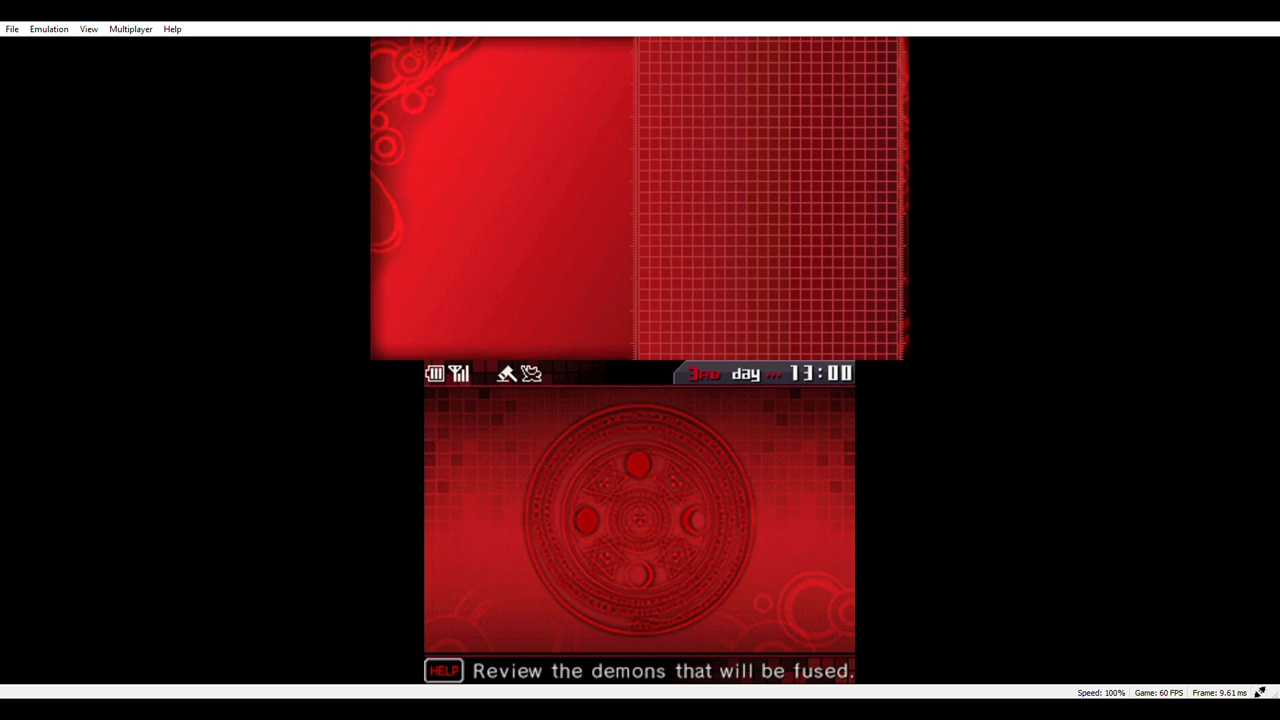 File Emulation View Multiplayer Help
3RD day ... 13:00
HELP Review the demons that will be fused.
Speed: 100% Game: 60 FPS Frame: 9.61 ms